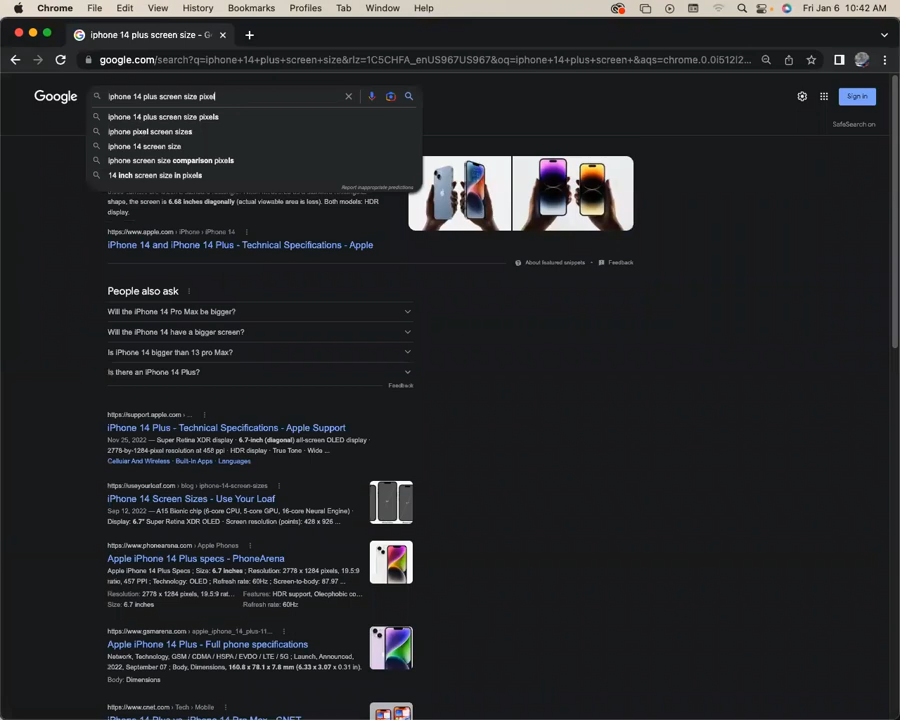 Chrome File Edit View History Bookmarks Profiles Tab Window Help Fri Jan 6 10:42 AM
iphone 14 plus screen size - G
google.com/search?q=iphone+14+plus+screen+size&rlz=1C5CHFA_enUS967US967&oq=iphone+14+plus+screen+&aqs=chrome.0.0i512l2...
Google
iphone 14 plus screen size pixel
Sign in
SafeSearch on
iphone 14 plus screen size pixels
iphone pixel screen sizes
iphone 14 screen size
iphone screen size comparison pixels
14 inch screen size in pixels
Report inappropriate predictions
shape, the screen is 6.68 inches diagonally (actual viewable area is less). Both models: HDR
display.
https://www.apple.com › iPhone › iPhone 14
iPhone 14 and iPhone 14 Plus - Technical Specifications - Apple
About featured snippets • Feedback
People also ask
Will the iPhone 14 Pro Max be bigger?
Will the iPhone 14 have a bigger screen?
Is iPhone 14 bigger than 13 pro Max?
Is there an iPhone 14 Plus?
Feedback
https://support.apple.com › ...
iPhone 14 Plus - Technical Specifications - Apple Support
Nov 25, 2022 — Super Retina XDR display · 6.7-inch (diagonal) all-screen OLED display ·
2778-by-1284-pixel resolution at 458 ppi · HDR display · True Tone · Wide ...
Cellular And Wireless · Built-in Apps · Languages
https://useyourloaf.com › blog › iphone-14-screen-sizes
iPhone 14 Screen Sizes - Use Your Loaf
Sep 12, 2022 — A15 Bionic chip (6-core CPU, 5-core GPU, 16-core Neural Engine) ·
Display: 6.7" Super Retina XDR OLED · Screen resolution (points): 428 x 926 ...
https://www.phonearena.com › Apple Phones
Apple iPhone 14 Plus specs - PhoneArena
Apple iPhone 14 Plus Specs ; Size: 6.7 inches ; Resolution: 2778 x 1284 pixels, 19.5:9
ratio, 457 PPI ; Technology: OLED ; Refresh rate: 60Hz ; Screen-to-body: 87.97 ...
Resolution: 2778 x 1284 pixels, 19.5:9 rat... Features: HDR support, Oleophobic co...
Size: 6.7 inches Refresh rate: 60Hz
https://www.gsmarena.com › apple_iphone_14_plus-11...
Apple iPhone 14 Plus - Full phone specifications
Network, Technology, GSM / CDMA / HSPA / EVDO / LTE / 5G ; Launch, Announced,
2022, September 07 ; Body, Dimensions, 160.8 x 78.1 x 7.8 mm (6.33 x 3.07 x 0.31 in).
Body: Dimensions
https://www.cnet.com › Tech › Mobile
iPhone 14 Plus vs. iPhone 14 Pro Max - CNET